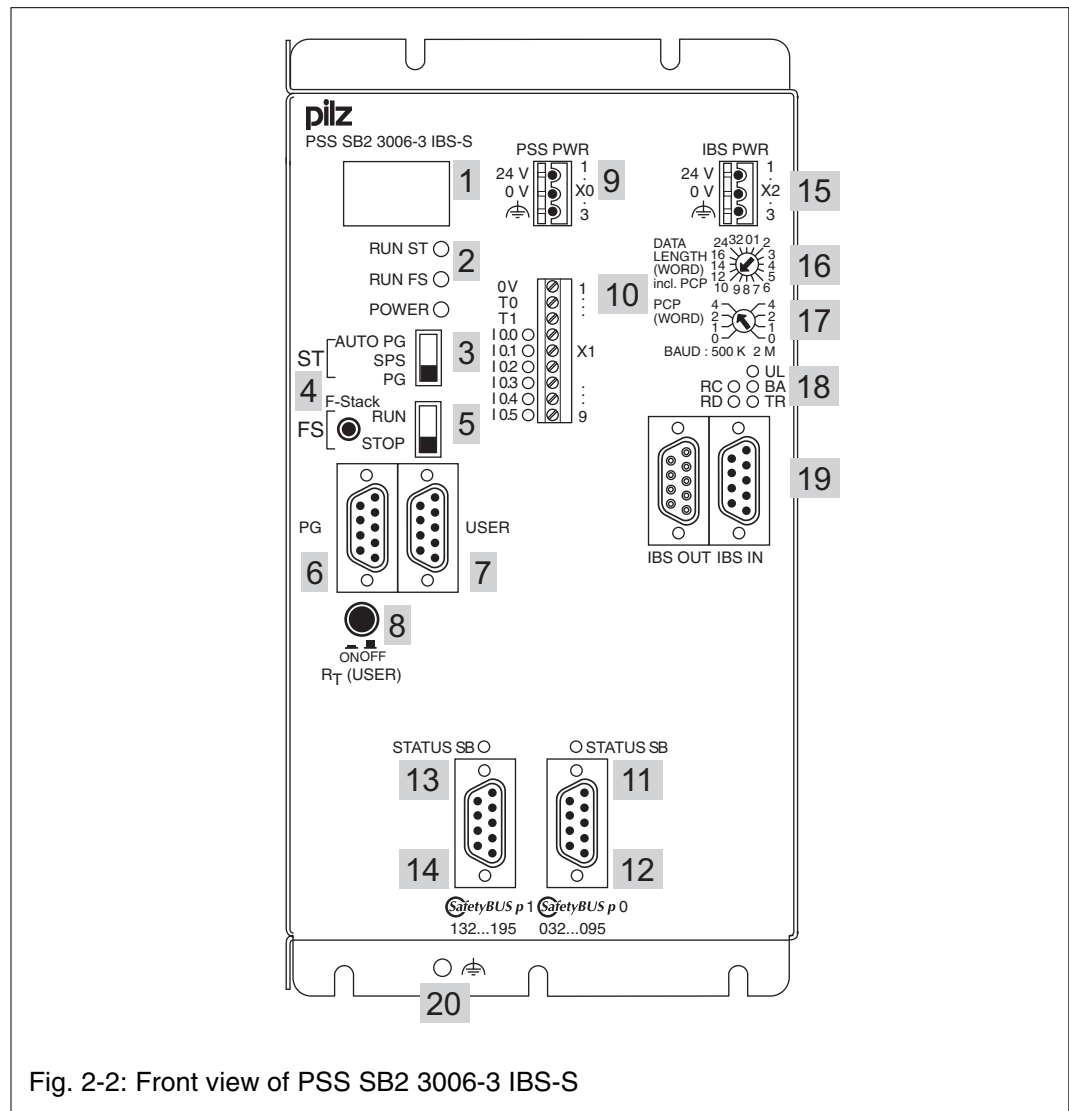 pilz
PSS SB2 3006-3 IBS-S
1
RUN ST
2
RUN FS
POWER
AUTO PG
ST
SPS
PG
3
4
F-Stack
FS
RUN
STOP
5
PG
USER
6
7
8
ON OFF
RT (USER)
PSS PWR
24 V
0 V
1
.
X0
.
3
9
0V
T0
T1
I 0.0
I 0.1
I 0.2
I 0.3
I 0.4
I 0.5
1
.
.
X1
.
.
9
10
IBS PWR
24 V
0 V
1
.
X2
.
3
15
DATA
LENGTH
(WORD)
incl. PCP
24 32 01 2
16 3
14 4
12 5
10 9 8 7 6
16
PCP
(WORD)
4 4
2 2
1 1
0 0
17
BAUD : 500 K 2 M
UL
RC BA
RD TR
18
19
IBS OUT IBS IN
STATUS SB
STATUS SB
13
11
14
12
SafetyBUS p 1
SafetyBUS p 0
132...195
032...095
20
Fig. 2-2: Front view of PSS SB2 3006-3 IBS-S